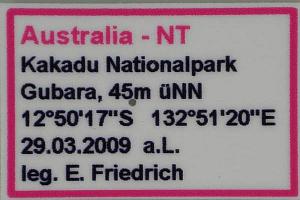 Australia - NT
Kakadu Nationalpark
Gubara, 45m üNN
12°50'17"S 132°51'20"E
29.03.2009 a.L.
leg. E. Friedrich